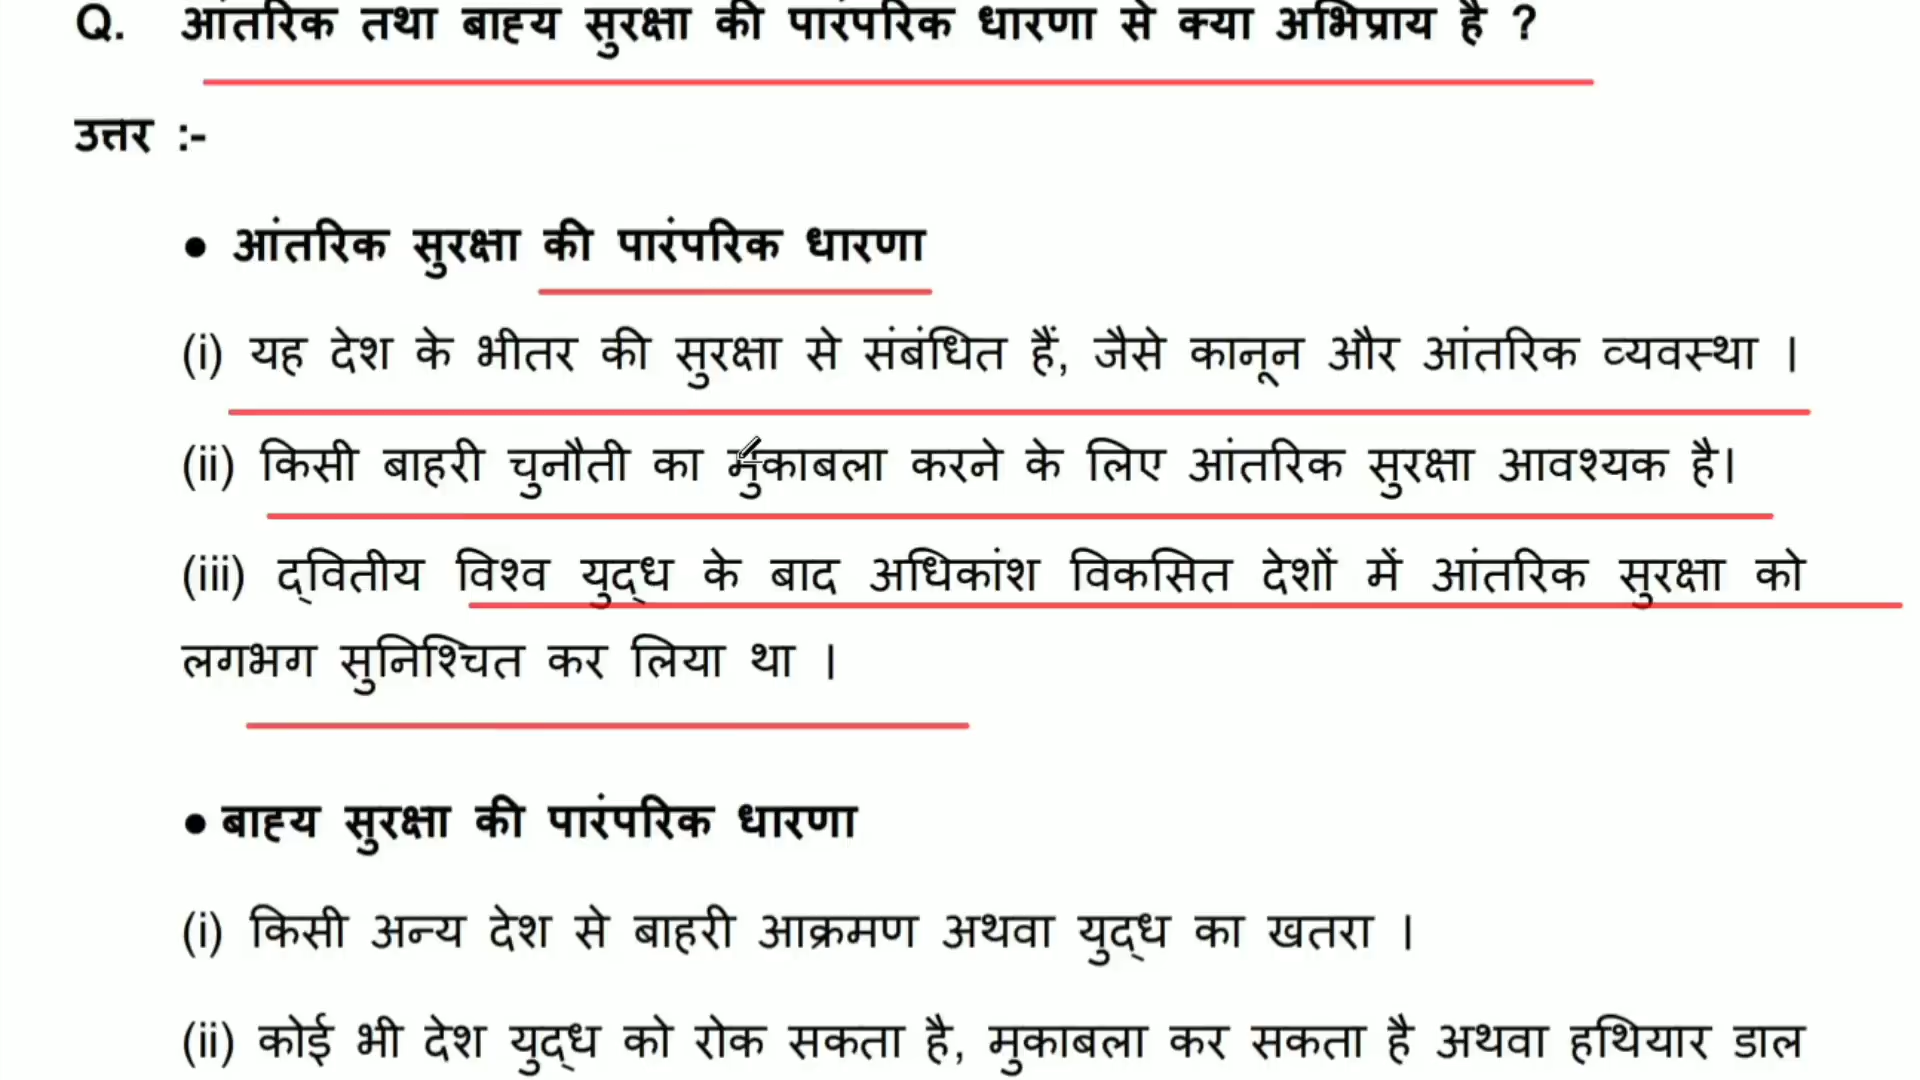 Q. आंतरिक तथा बाह्य सुरक्षा की पारंपरिक धारणा से क्या अभिप्राय है ?
उत्तर :-
● आंतरिक सुरक्षा की पारंपरिक धारणा
(i) यह देश के भीतर की सुरक्षा से संबंधित हैं, जैसे कानून और आंतरिक व्यवस्था ।
(ii) किसी बाहरी चुनौती का मुकाबला करने के लिए आंतरिक सुरक्षा आवश्यक है।
(iii) द्वितीय विश्व युद्ध के बाद अधिकांश विकसित देशों में आंतरिक सुरक्षा को
लगभग सुनिश्चित कर लिया था ।
● बाह्य सुरक्षा की पारंपरिक धारणा
(i) किसी अन्य देश से बाहरी आक्रमण अथवा युद्ध का खतरा ।
(ii) कोई भी देश युद्ध को रोक सकता है, मुकाबला कर सकता है अथवा हथियार डाल